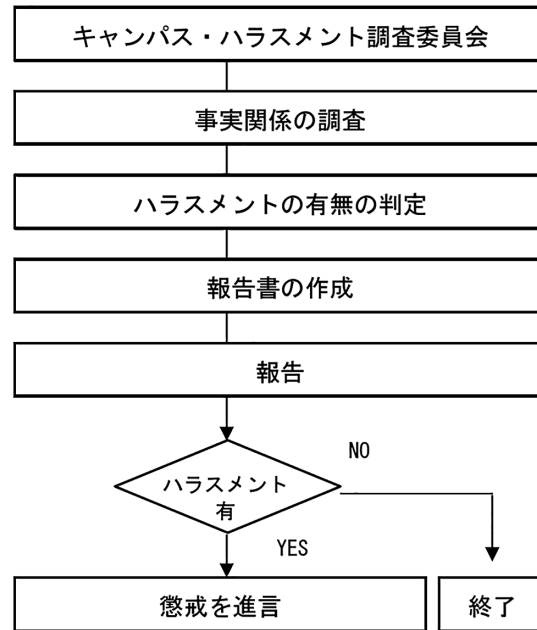 キャンパス・ハラスメント調査委員会
事実関係の調査
ハラスメントの有無の判定
報告書の作成
報告
NO
ハラスメント
有
YES
懲戒を進言
終了